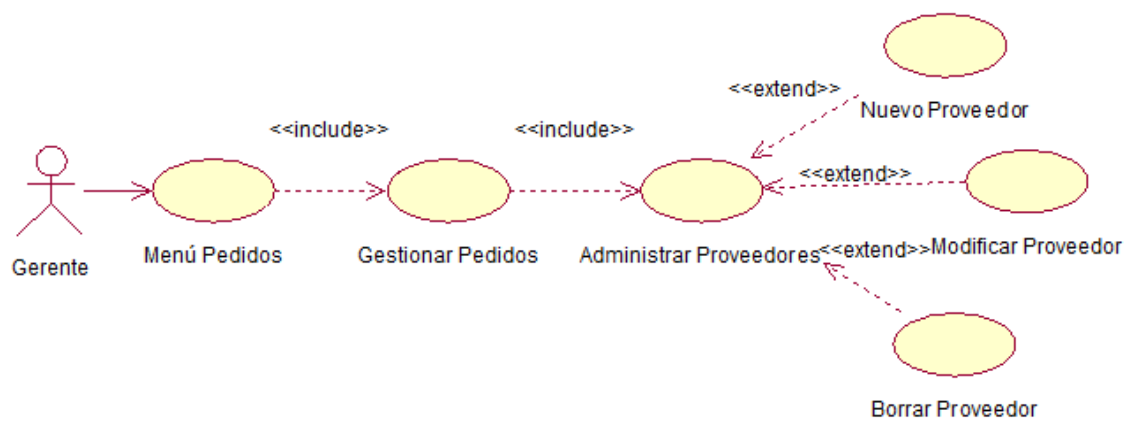 <<extend>>
Nuevo Proveedor
<<include>>
<<include>>
<<extend>>
Gerente
Menú Pedidos
Gestionar Pedidos
Administrar Proveedores
<<extend>>
Modificar Proveedor
Borrar Proveedor